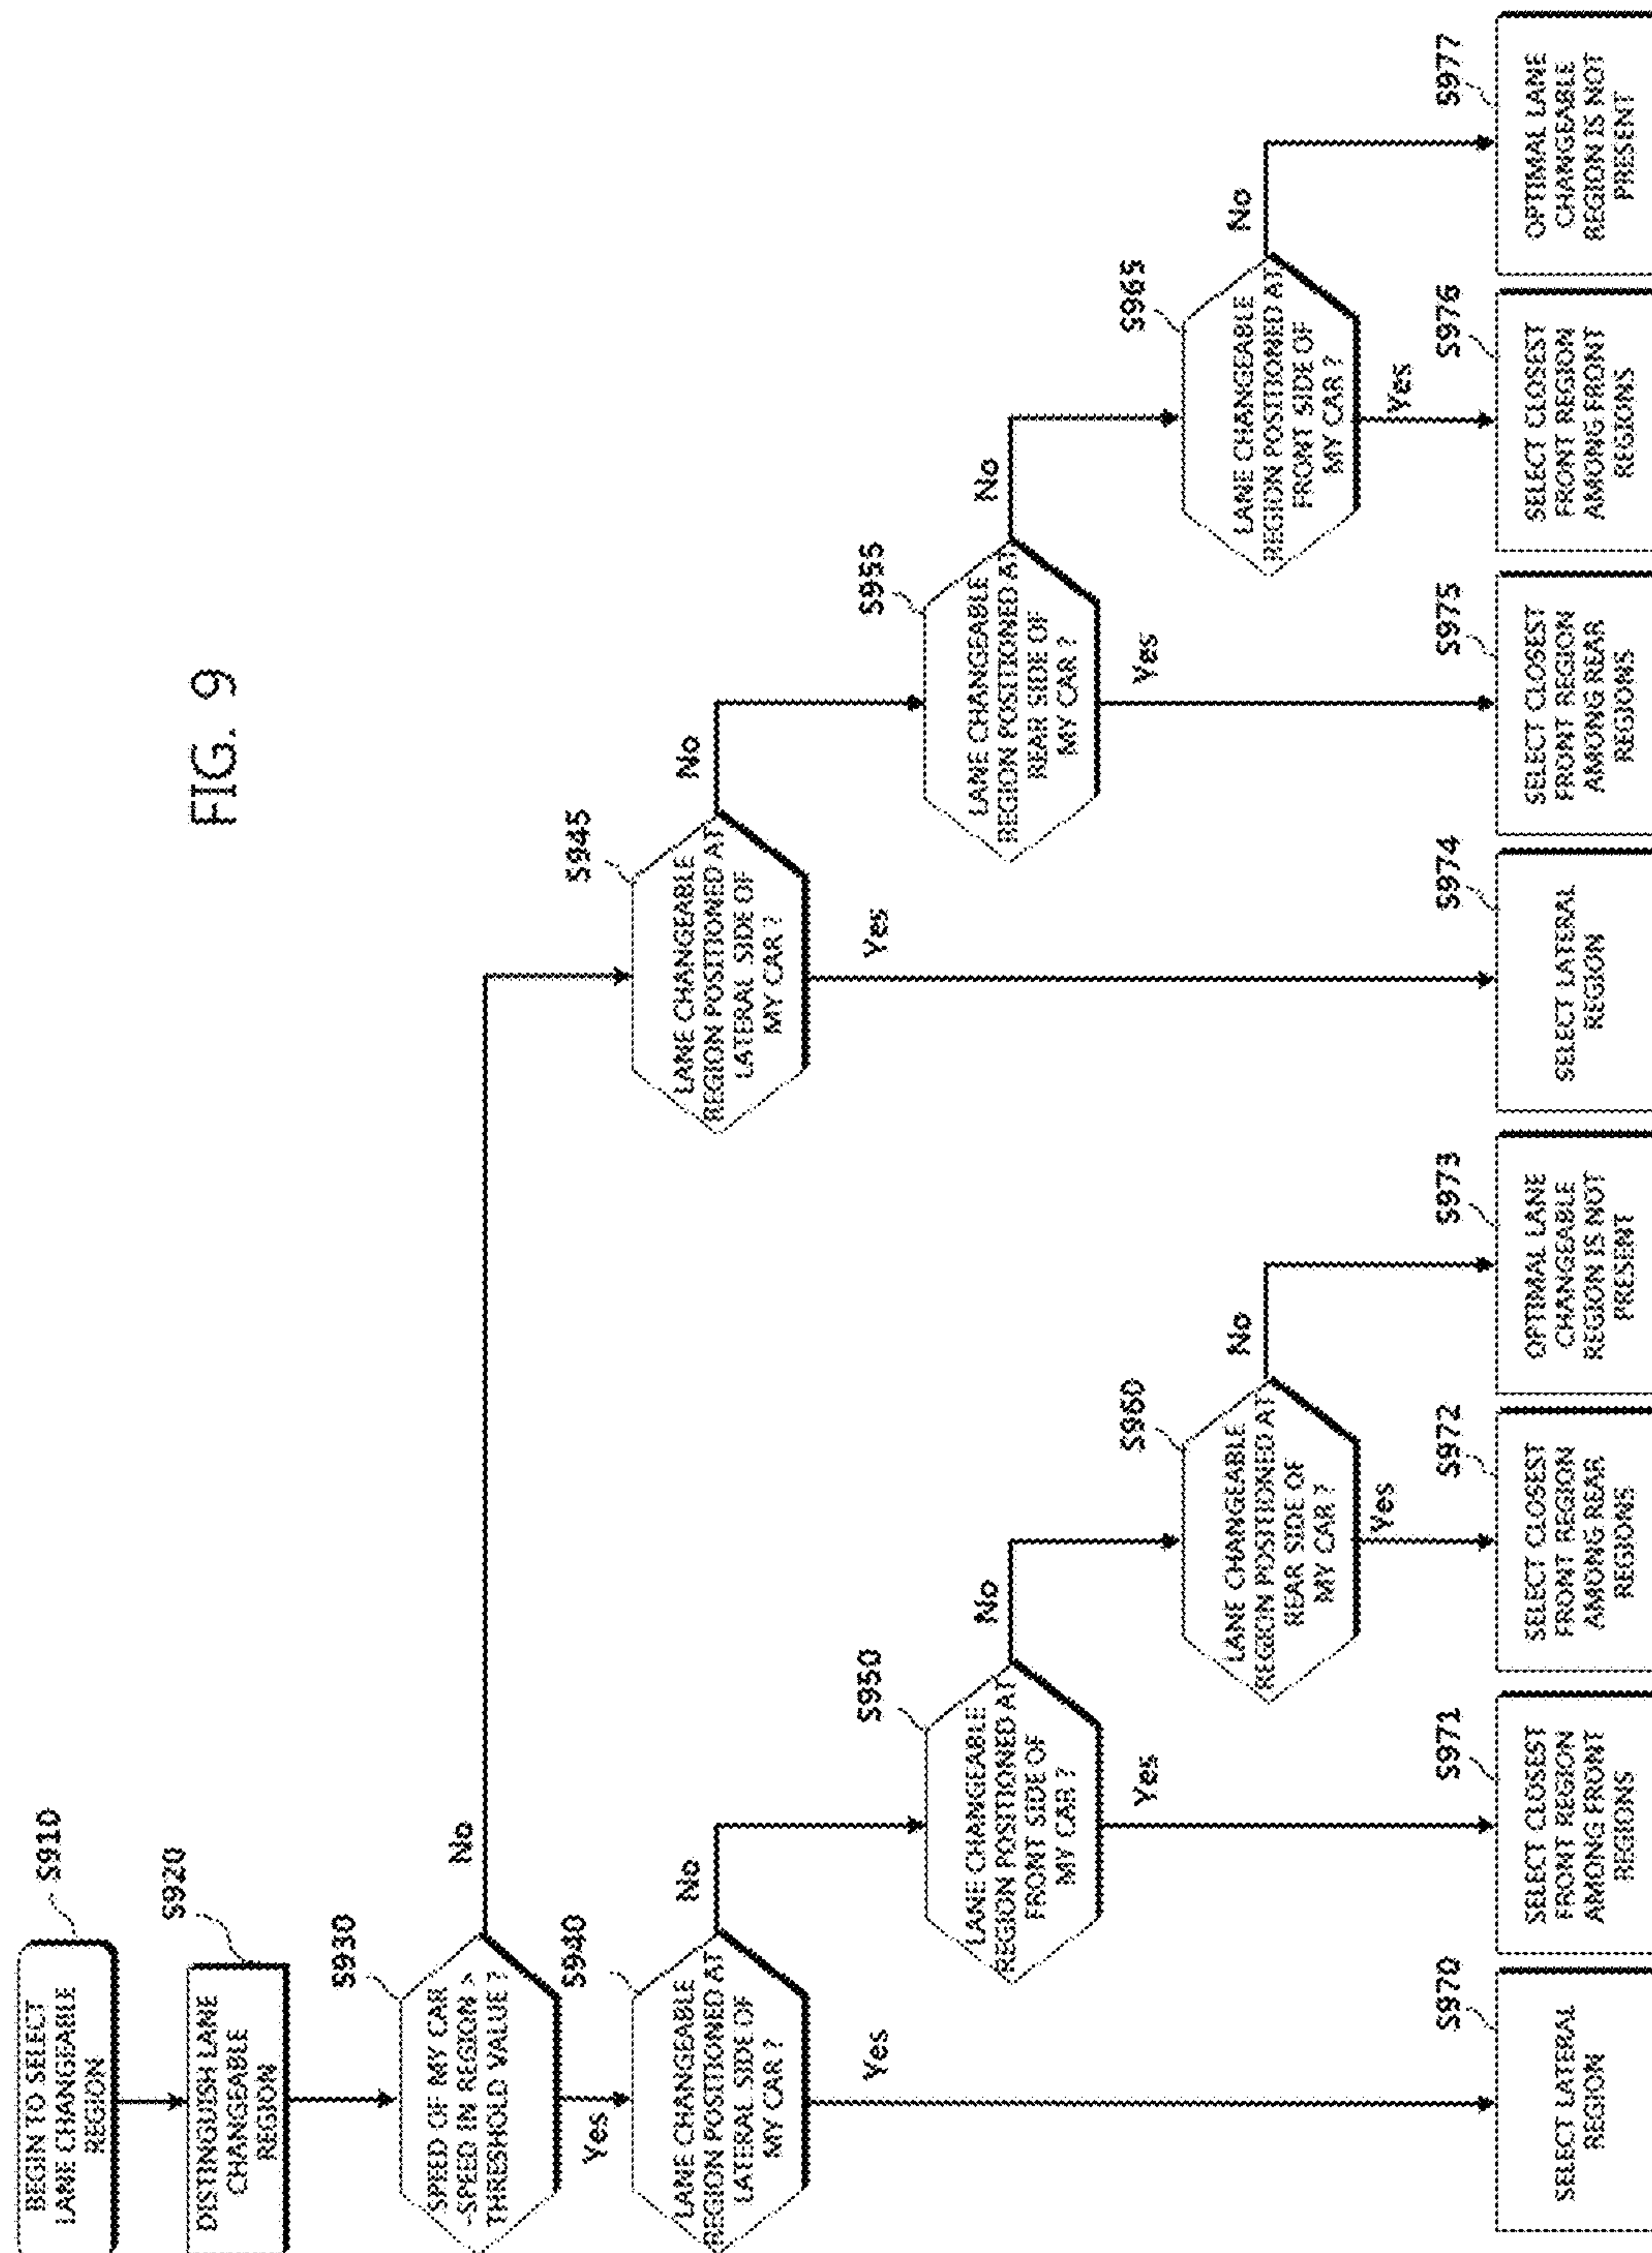 FIG. 9
BEGIN TO SELECT
LANE CHANGEABLE
REGION
S910
DISTINGUISH LANE
CHANGEABLE
REGION
S920
SPEED OF MY CAR
-SPEED IN REGION >
THRESHOLD VALUE ?
S930
No
Yes
LANE CHANGEABLE
REGION POSITIONED AT
LATERAL SIDE OF
MY CAR ?
S940
No
Yes
LANE CHANGEABLE
REGION POSITIONED AT
LATERAL SIDE OF
MY CAR ?
S945
No
Yes
LANE CHANGEABLE
REGION POSITIONED AT
FRONT SIDE OF
MY CAR ?
S950
No
Yes
LANE CHANGEABLE
REGION POSITIONED AT
REAR SIDE OF
MY CAR ?
S955
No
Yes
LANE CHANGEABLE
REGION POSITIONED AT
REAR SIDE OF
MY CAR ?
S960
No
Yes
LANE CHANGEABLE
REGION POSITIONED AT
FRONT SIDE OF
MY CAR ?
S965
No
Yes
S970
SELECT LATERAL
REGION
S971
SELECT CLOSEST
FRONT REGION
AMONG FRONT
REGIONS
S972
SELECT CLOSEST
FRONT REGION
AMONG REAR
REGIONS
S973
OPTIMAL LANE
CHANGEABLE
REGION IS NOT
PRESENT
S974
SELECT LATERAL
REGION
S975
SELECT CLOSEST
FRONT REGION
AMONG REAR
REGIONS
S976
SELECT CLOSEST
FRONT REGION
AMONG FRONT
REGIONS
S977
OPTIMAL LANE
CHANGEABLE
REGION IS NOT
PRESENT